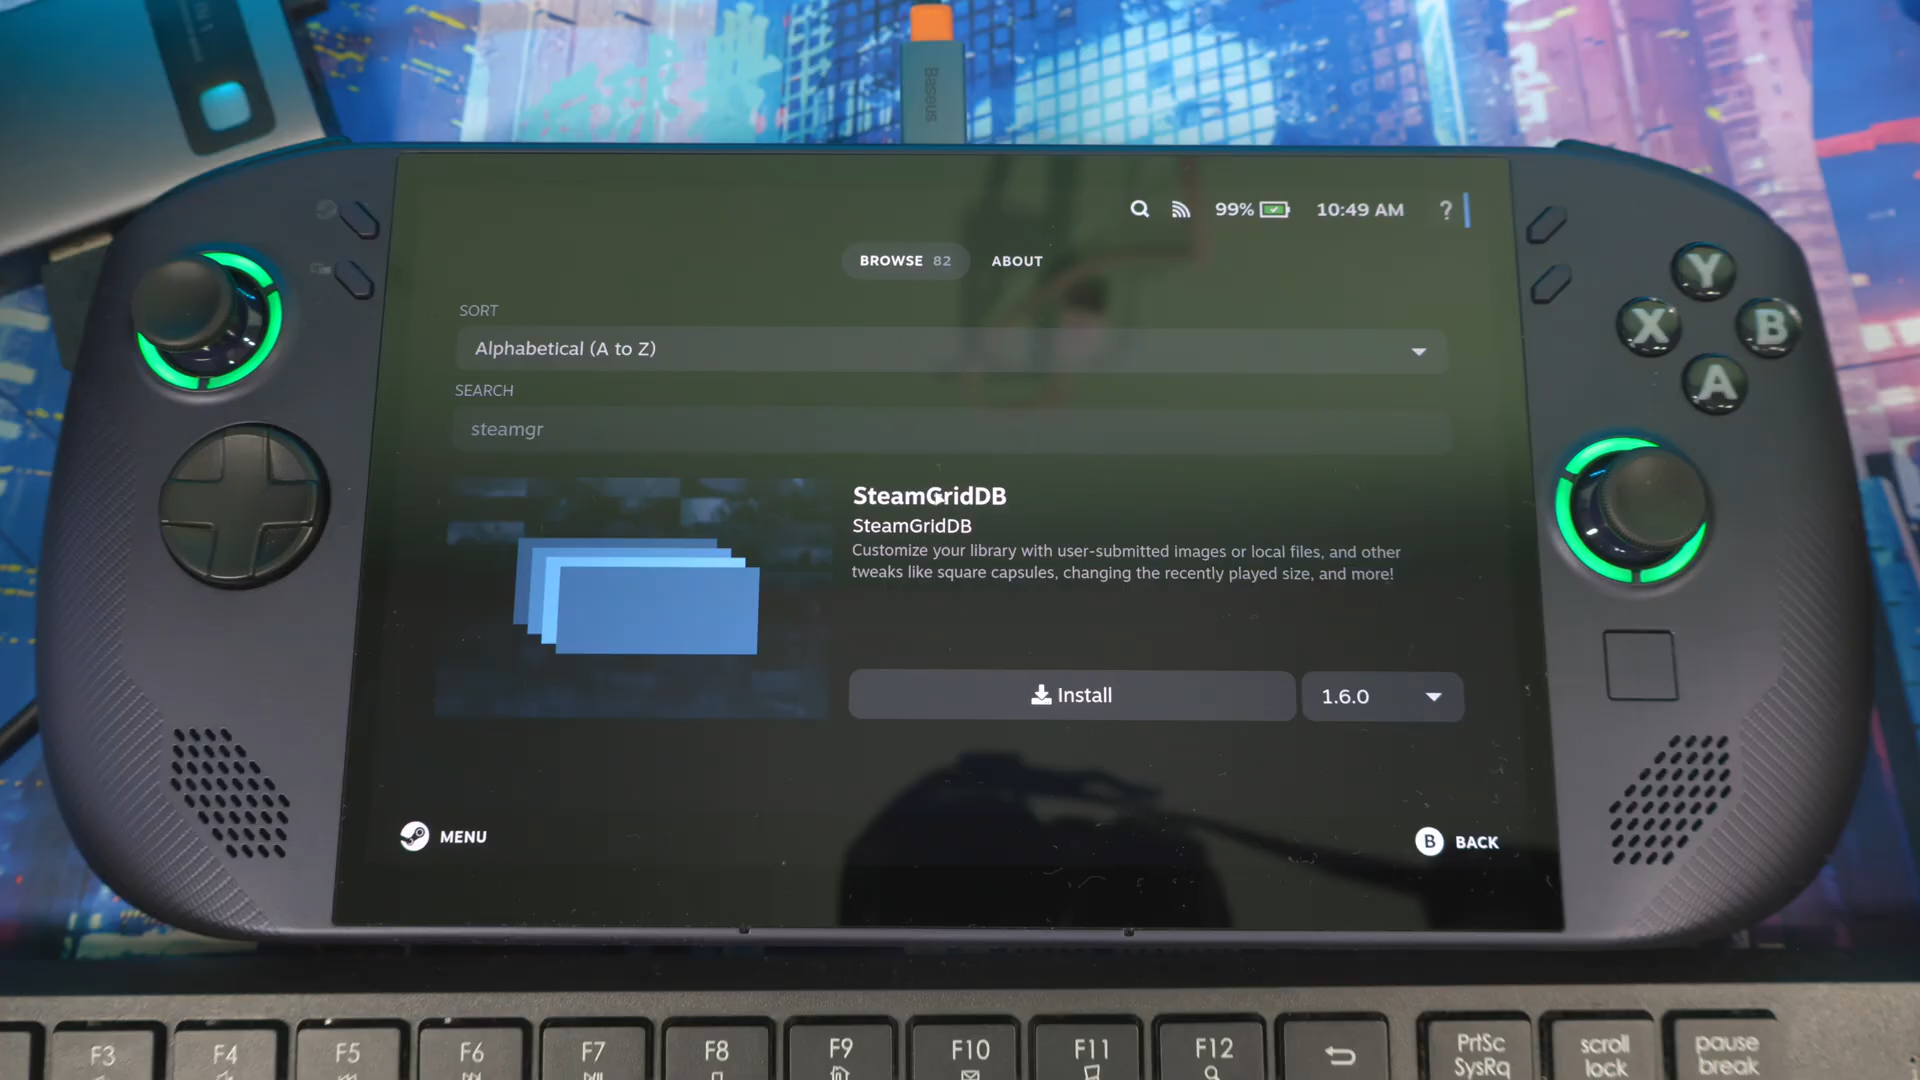 Baseus
99%
10:49 AM
?
BROWSE 82
ABOUT
SORT
Alphabetical (A to Z)
SEARCH
steamgr
SteamGridDB
SteamGridDB
Customize your library with user-submitted images or local files, and other
tweaks like square capsules, changing the recently played size, and more!
Install
1.6.0
MENU
B BACK
Y
X
B
A
F3
F4
F5
F6
F7
F8
F9
F10
F11
F12
PrtSc
SysRq
scroll
lock
pause
break